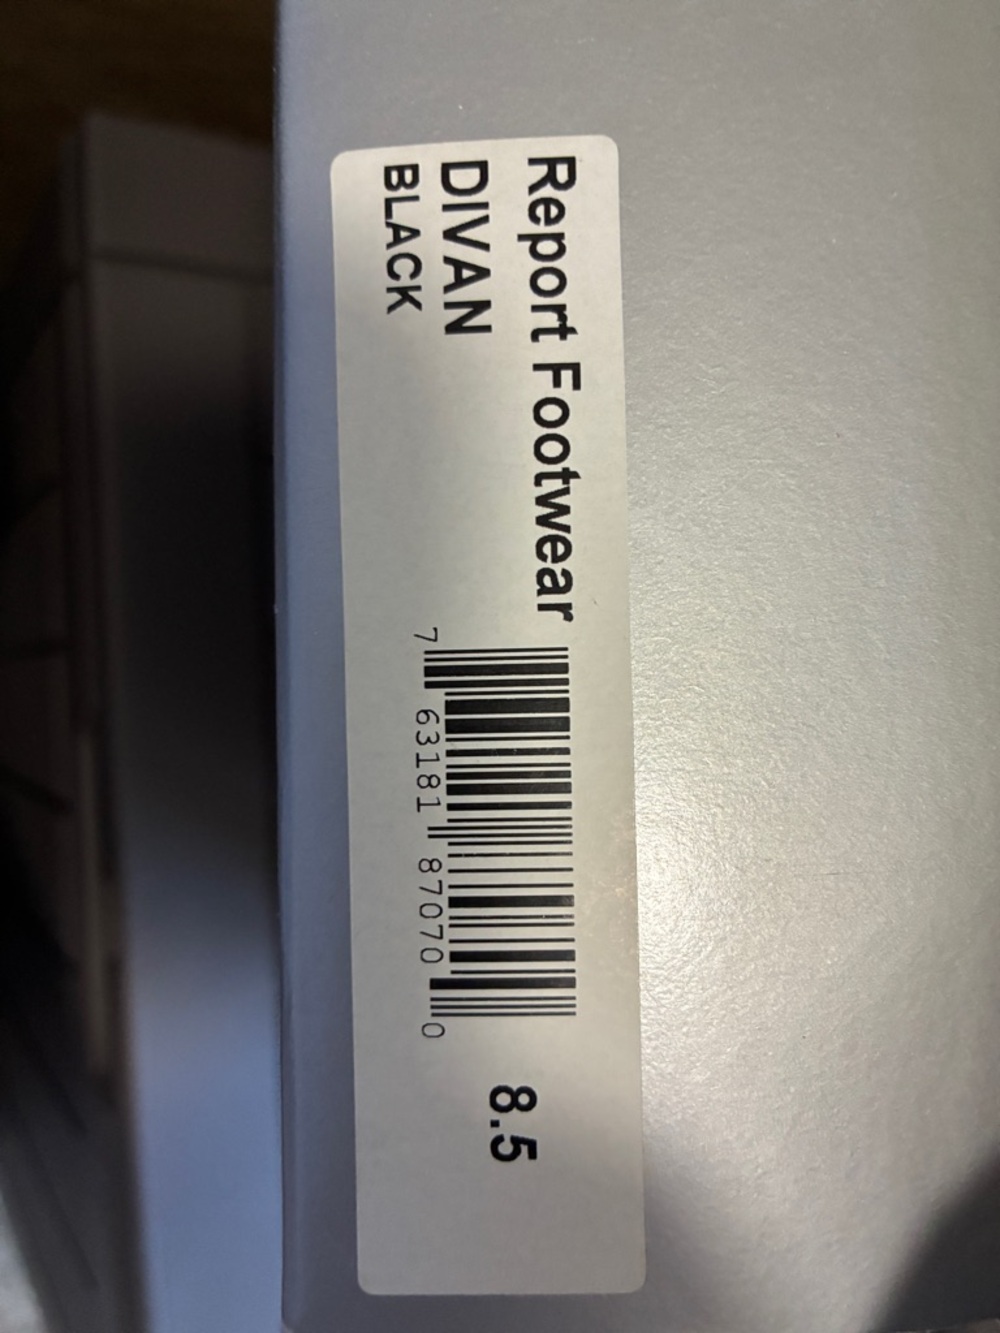 Report Footwear
DIVAN
BLACK
7 63181 87070 0
8.5